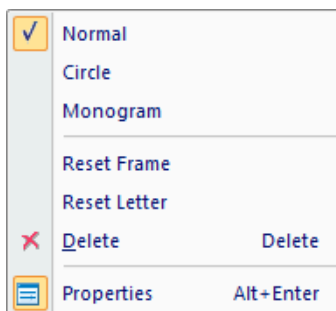 Normal
Circle
Monogram
Reset Frame
Reset Letter
Delete Delete
Properties Alt+Enter